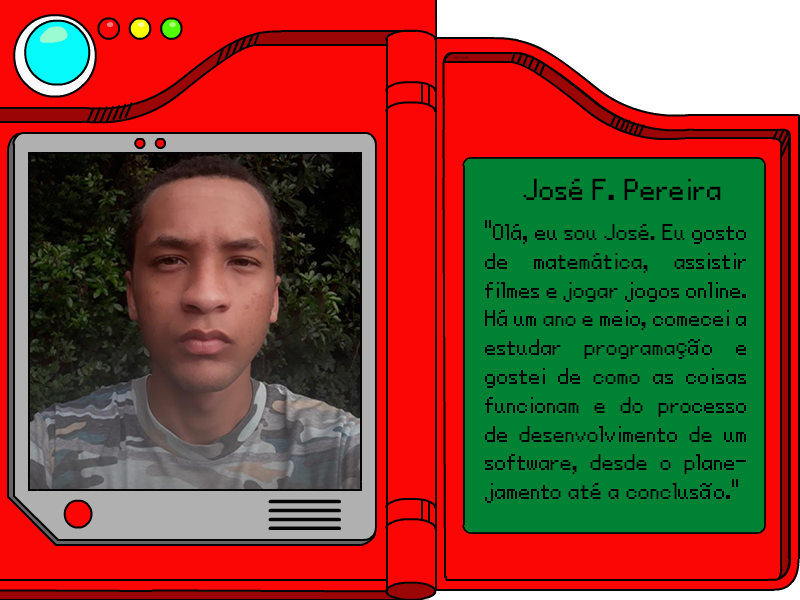 José F. Pereira
"Olá, eu sou José. Eu gosto
de matemática, assistir
filmes e jogar jogos online.
Há um ano e meio, comecei a
estudar programação e
gostei de como as coisas
funcionam e do processo
de desenvolvimento de um
software, desde o plane-
jamento até a conclusão."